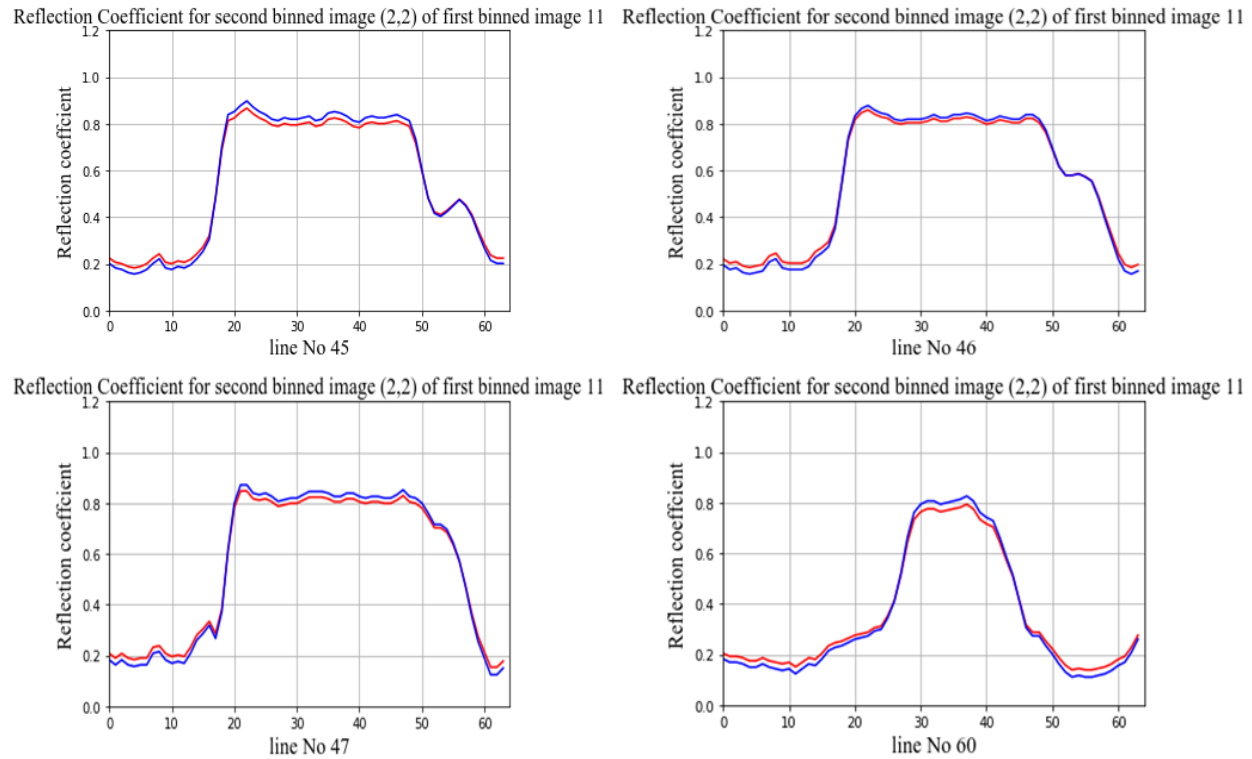 Reflection Coefficient for second binned image (2,2) of first binned image 11
1.2
1.0
0.8
0.6
0.4
0.2
0.0
Reflection coeffcient
0 10 20 30 40 50 60
line No 45
Reflection Coefficient for second binned image (2,2) of first binned image 11
1.2
1.0
0.8
0.6
0.4
0.2
0.0
Reflection coeffcient
0 10 20 30 40 50 60
line No 46
Reflection Coefficient for second binned image (2,2) of first binned image 11
1.2
1.0
0.8
0.6
0.4
0.2
0.0
Reflection coeffcient
0 10 20 30 40 50 60
line No 47
Reflection Coefficient for second binned image (2,2) of first binned image 11
1.2
1.0
0.8
0.6
0.4
0.2
0.0
Reflection coeffcient
0 10 20 30 40 50 60
line No 60